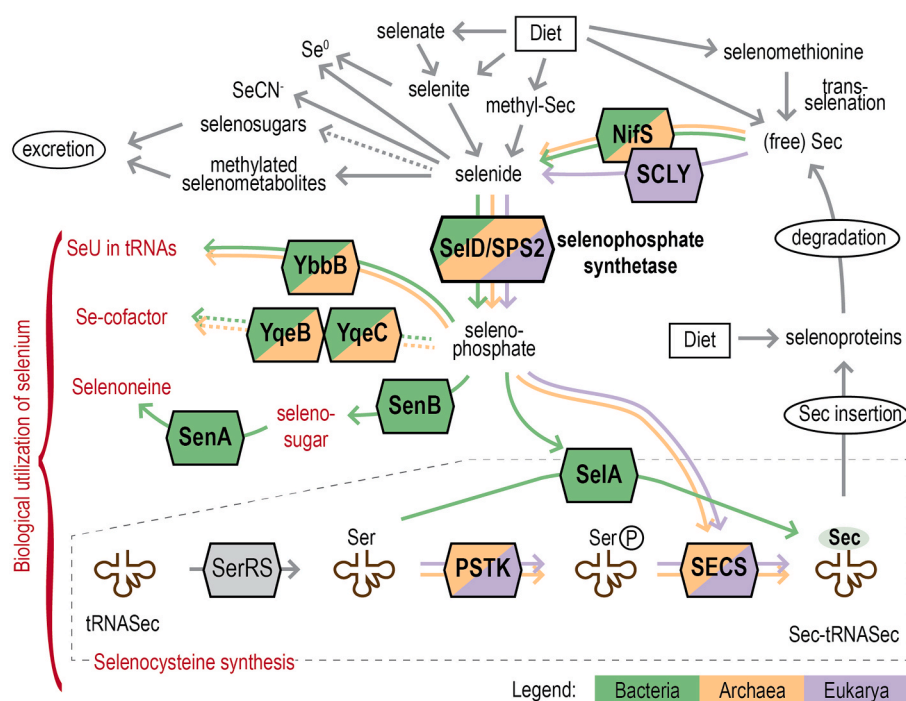 selenate
Diet
Se⁰
selenomethionine
selenite
SeCN⁻
methyl-Sec
trans-
selenation
selenosugars
NifS
(free) Sec
excretion
methylated
selenometabolites
selenide
SCLY
SelD/SPS2
selenophosphate
synthetase
degradation
SeU in tRNAs
YbbB
Se-cofactor
YqeB
YqeC
seleno-
phosphate
Diet
selenoproteins
Biological utilization of selenium
Selenoneine
SenA
seleno-
sugar
SenB
Sec insertion
SelA
Ser
Ser P
Sec
SerRS
PSTK
SECS
tRNASec
Sec-tRNASec
Selenocysteine synthesis
Legend: Bacteria Archaea Eukarya